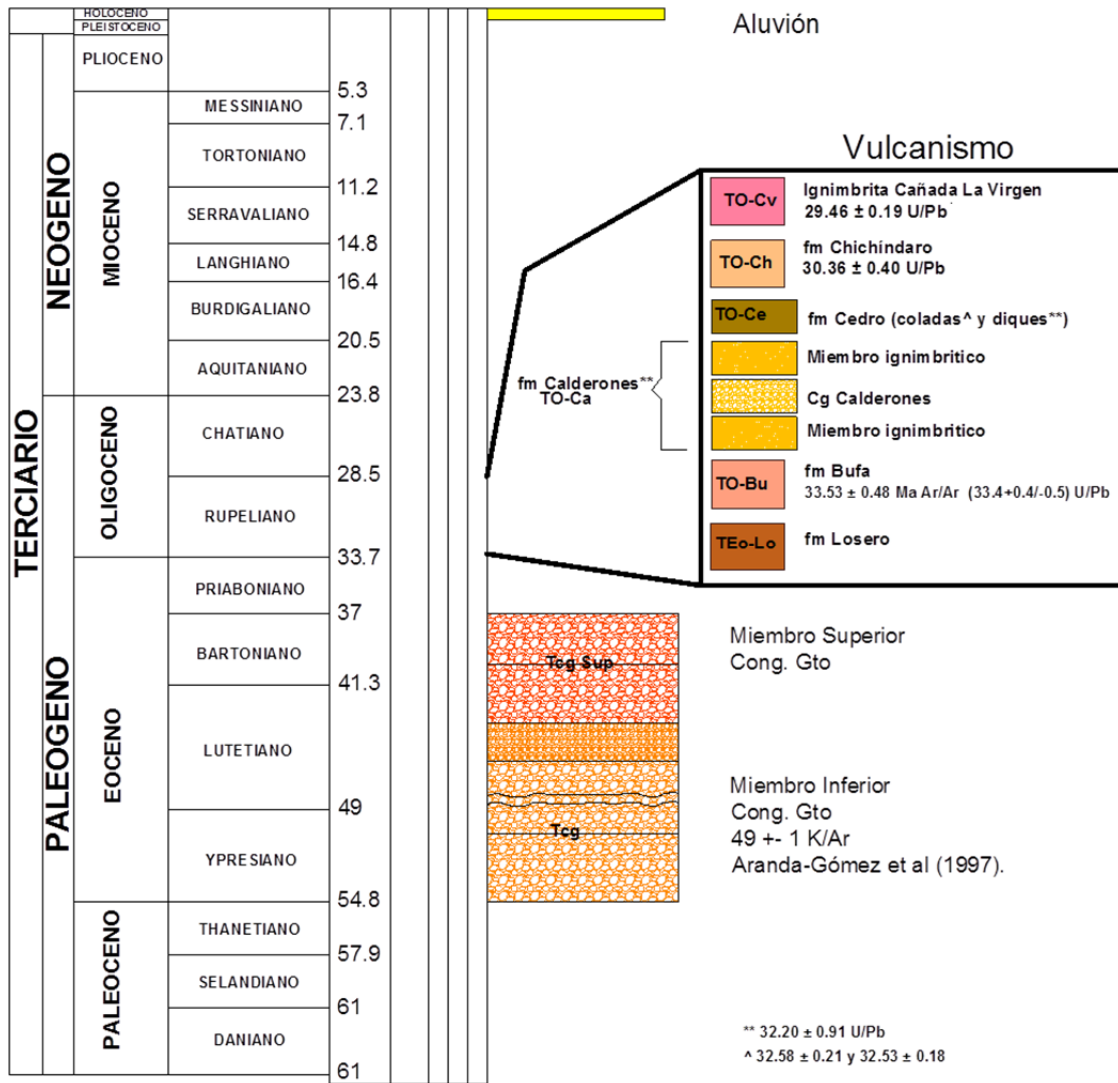 HOLOCENO
PLEISTOCENO
PLIOCENO
5.3
MESSINIANO
7.1
TORTONIANO
11.2
SERRAVALIANO
14.8
LANGHIANO
16.4
BURDIGALIANO
20.5
AQUITANIANO
23.8
CHATIANO
28.5
RUPELIANO
33.7
PRIABONIANO
37
BARTONIANO
41.3
LUTETIANO
49
YPRESIANO
54.8
THANETIANO
57.9
SELANDIANO
61
DANIANO
61
TERCIARIO
NEOGENO
PALEOGENO
MIOCENO
OLIGOCENO
EOCENO
PALEOCENO
Aluvión
Vulcanismo
TO-Cv
Ignimbrita Cañada La Virgen
29.46 ± 0.19 U/Pb
TO-Ch
fm Chichíndaro
30.36 ± 0.40 U/Pb
TO-Ce
fm Cedro (coladas^ y diques**)
fm Calderones**
TO-Ca
Miembro ignimbritico
Cg Calderones
Miembro ignimbritico
TO-Bu
fm Bufa
33.53 ± 0.48 Ma Ar/Ar (33.4+0.4/-0.5) U/Pb
TEo-Lo
fm Losero
Tcg Sup
Miembro Superior
Cong. Gto
Tcg
Miembro Inferior
Cong. Gto
49 +- 1 K/Ar
Aranda-Gómez et al (1997).
** 32.20 ± 0.91 U/Pb
^ 32.58 ± 0.21 y 32.53 ± 0.18